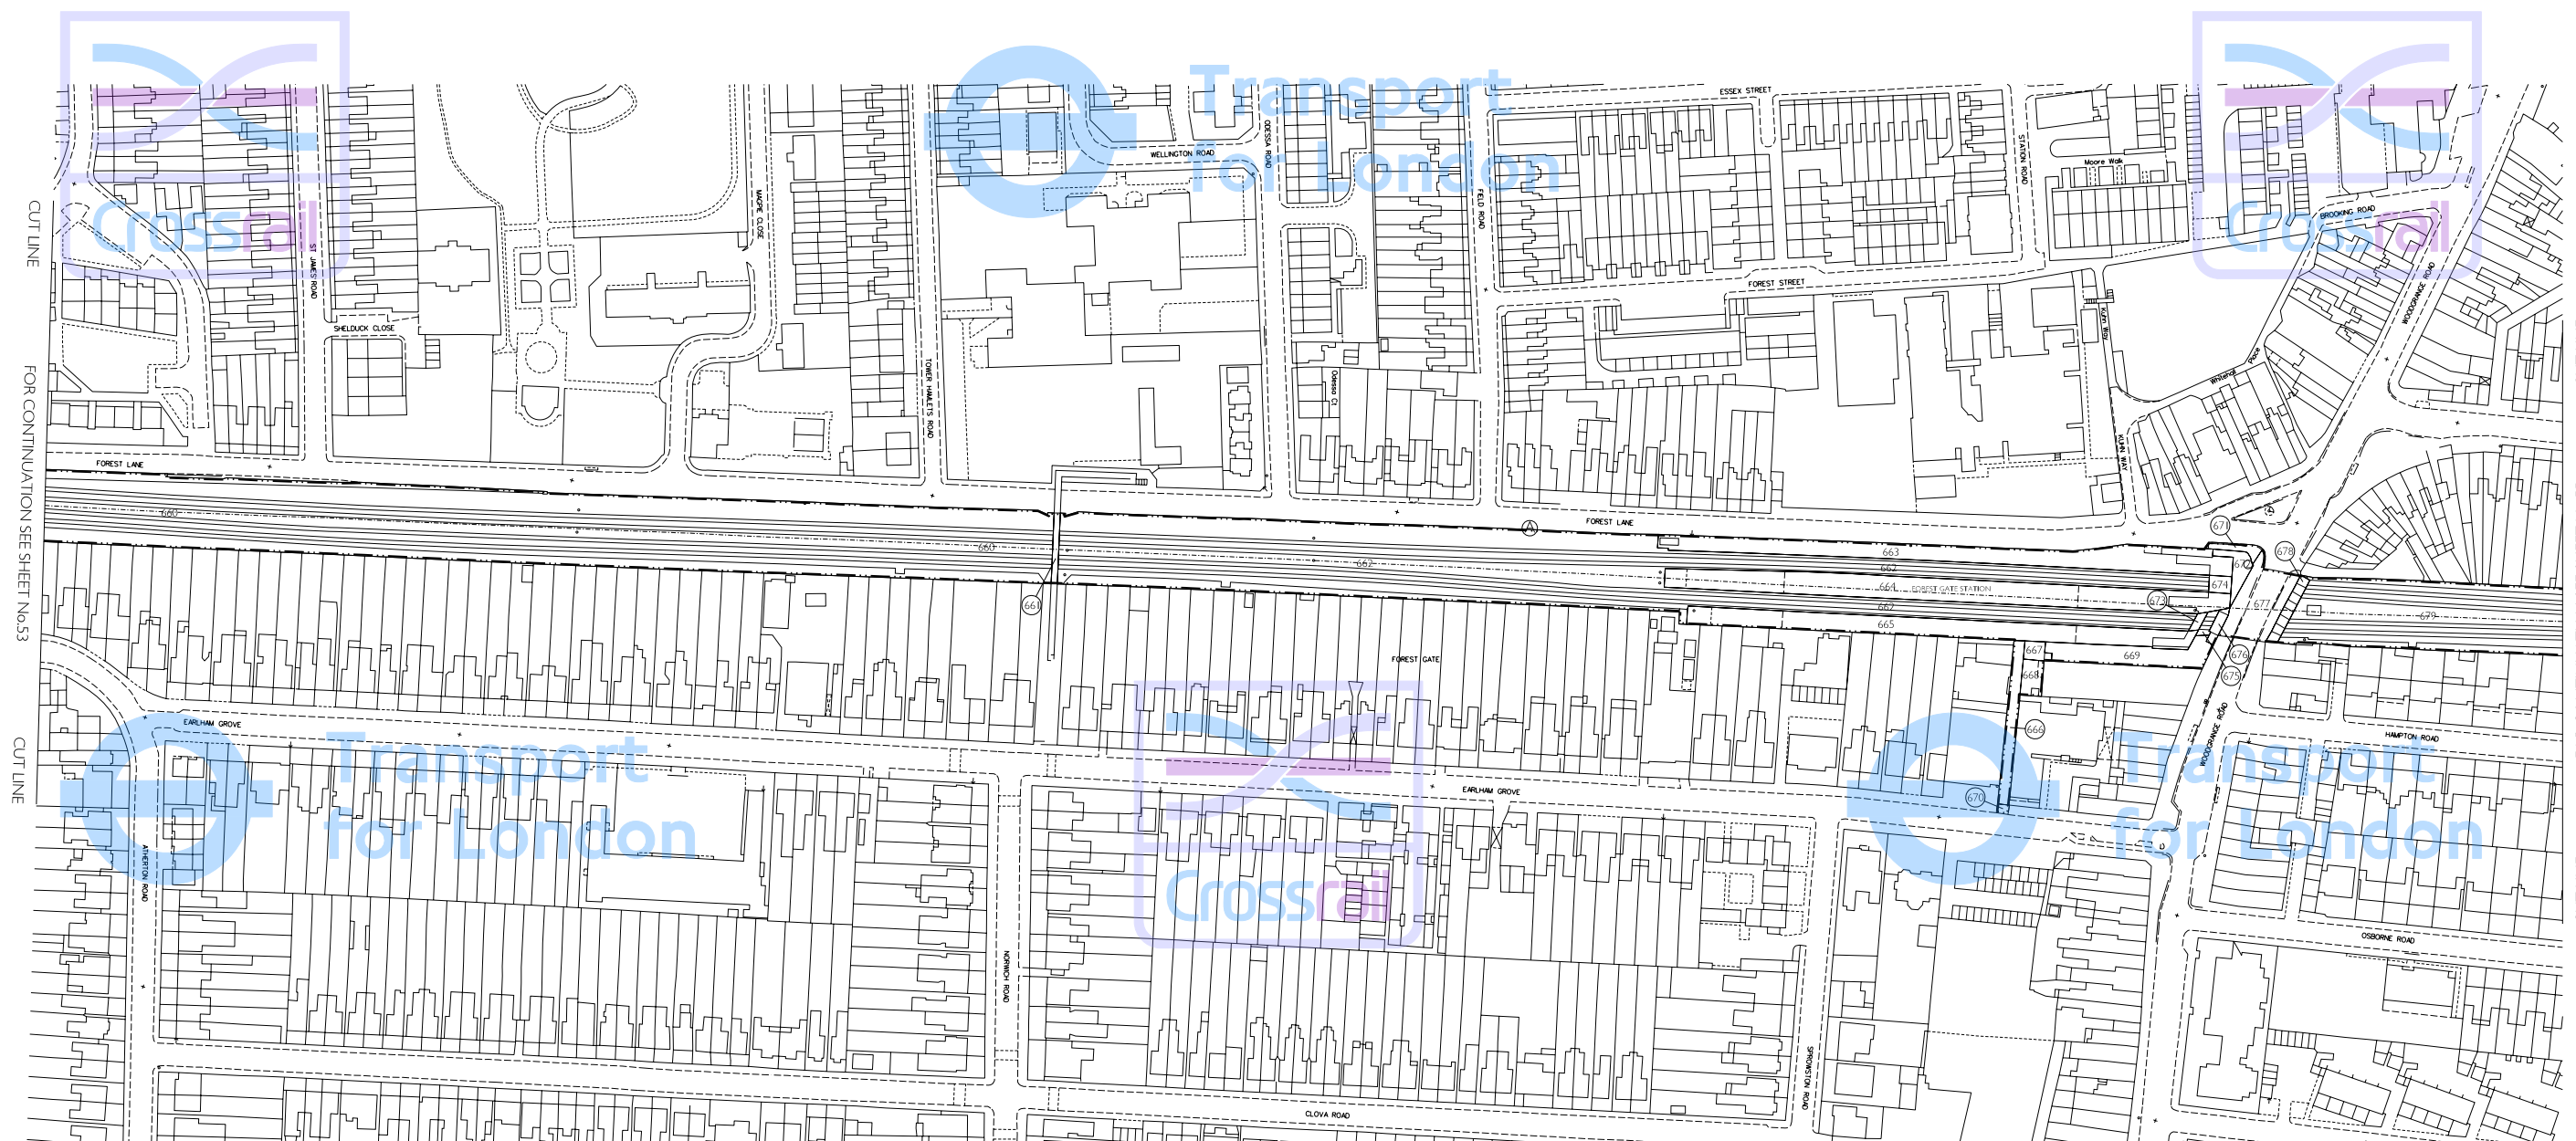 Transport
for London
Crossrail
Crossrail
CUT LINE
FOR CONTINUATION SEE SHEET No.53
CUT LINE
ESSEX STREET
WELLINGTON ROAD
ODESSA ROAD
STATION ROAD
Moore Walk
MAGPIE CLOSE
FIELD ROAD
BROOKING ROAD
ST JAMES' ROAD
WOODGRANGE ROAD
FOREST STREET
SHELDUCK CLOSE
Kuhn Way
Whitehall Place
TOWER HAMLETS ROAD
Odessa Ct
KUHN WAY
FOREST LANE
660
A
FOREST LANE
671
678
660
662
663
662
672
664
FOREST GATE STATION
674
673
677
679
661
662
665
676
675
FOREST GATE
667
669
668
666
670
EARLHAM GROVE
WOODGRANGE ROAD
HAMPTON ROAD
Transport
for London
EARLHAM GROVE
Crossrail
Transport
for London
ATHERTON ROAD
NORWICH ROAD
OSBORNE ROAD
SPROWSTON ROAD
CLOVA ROAD